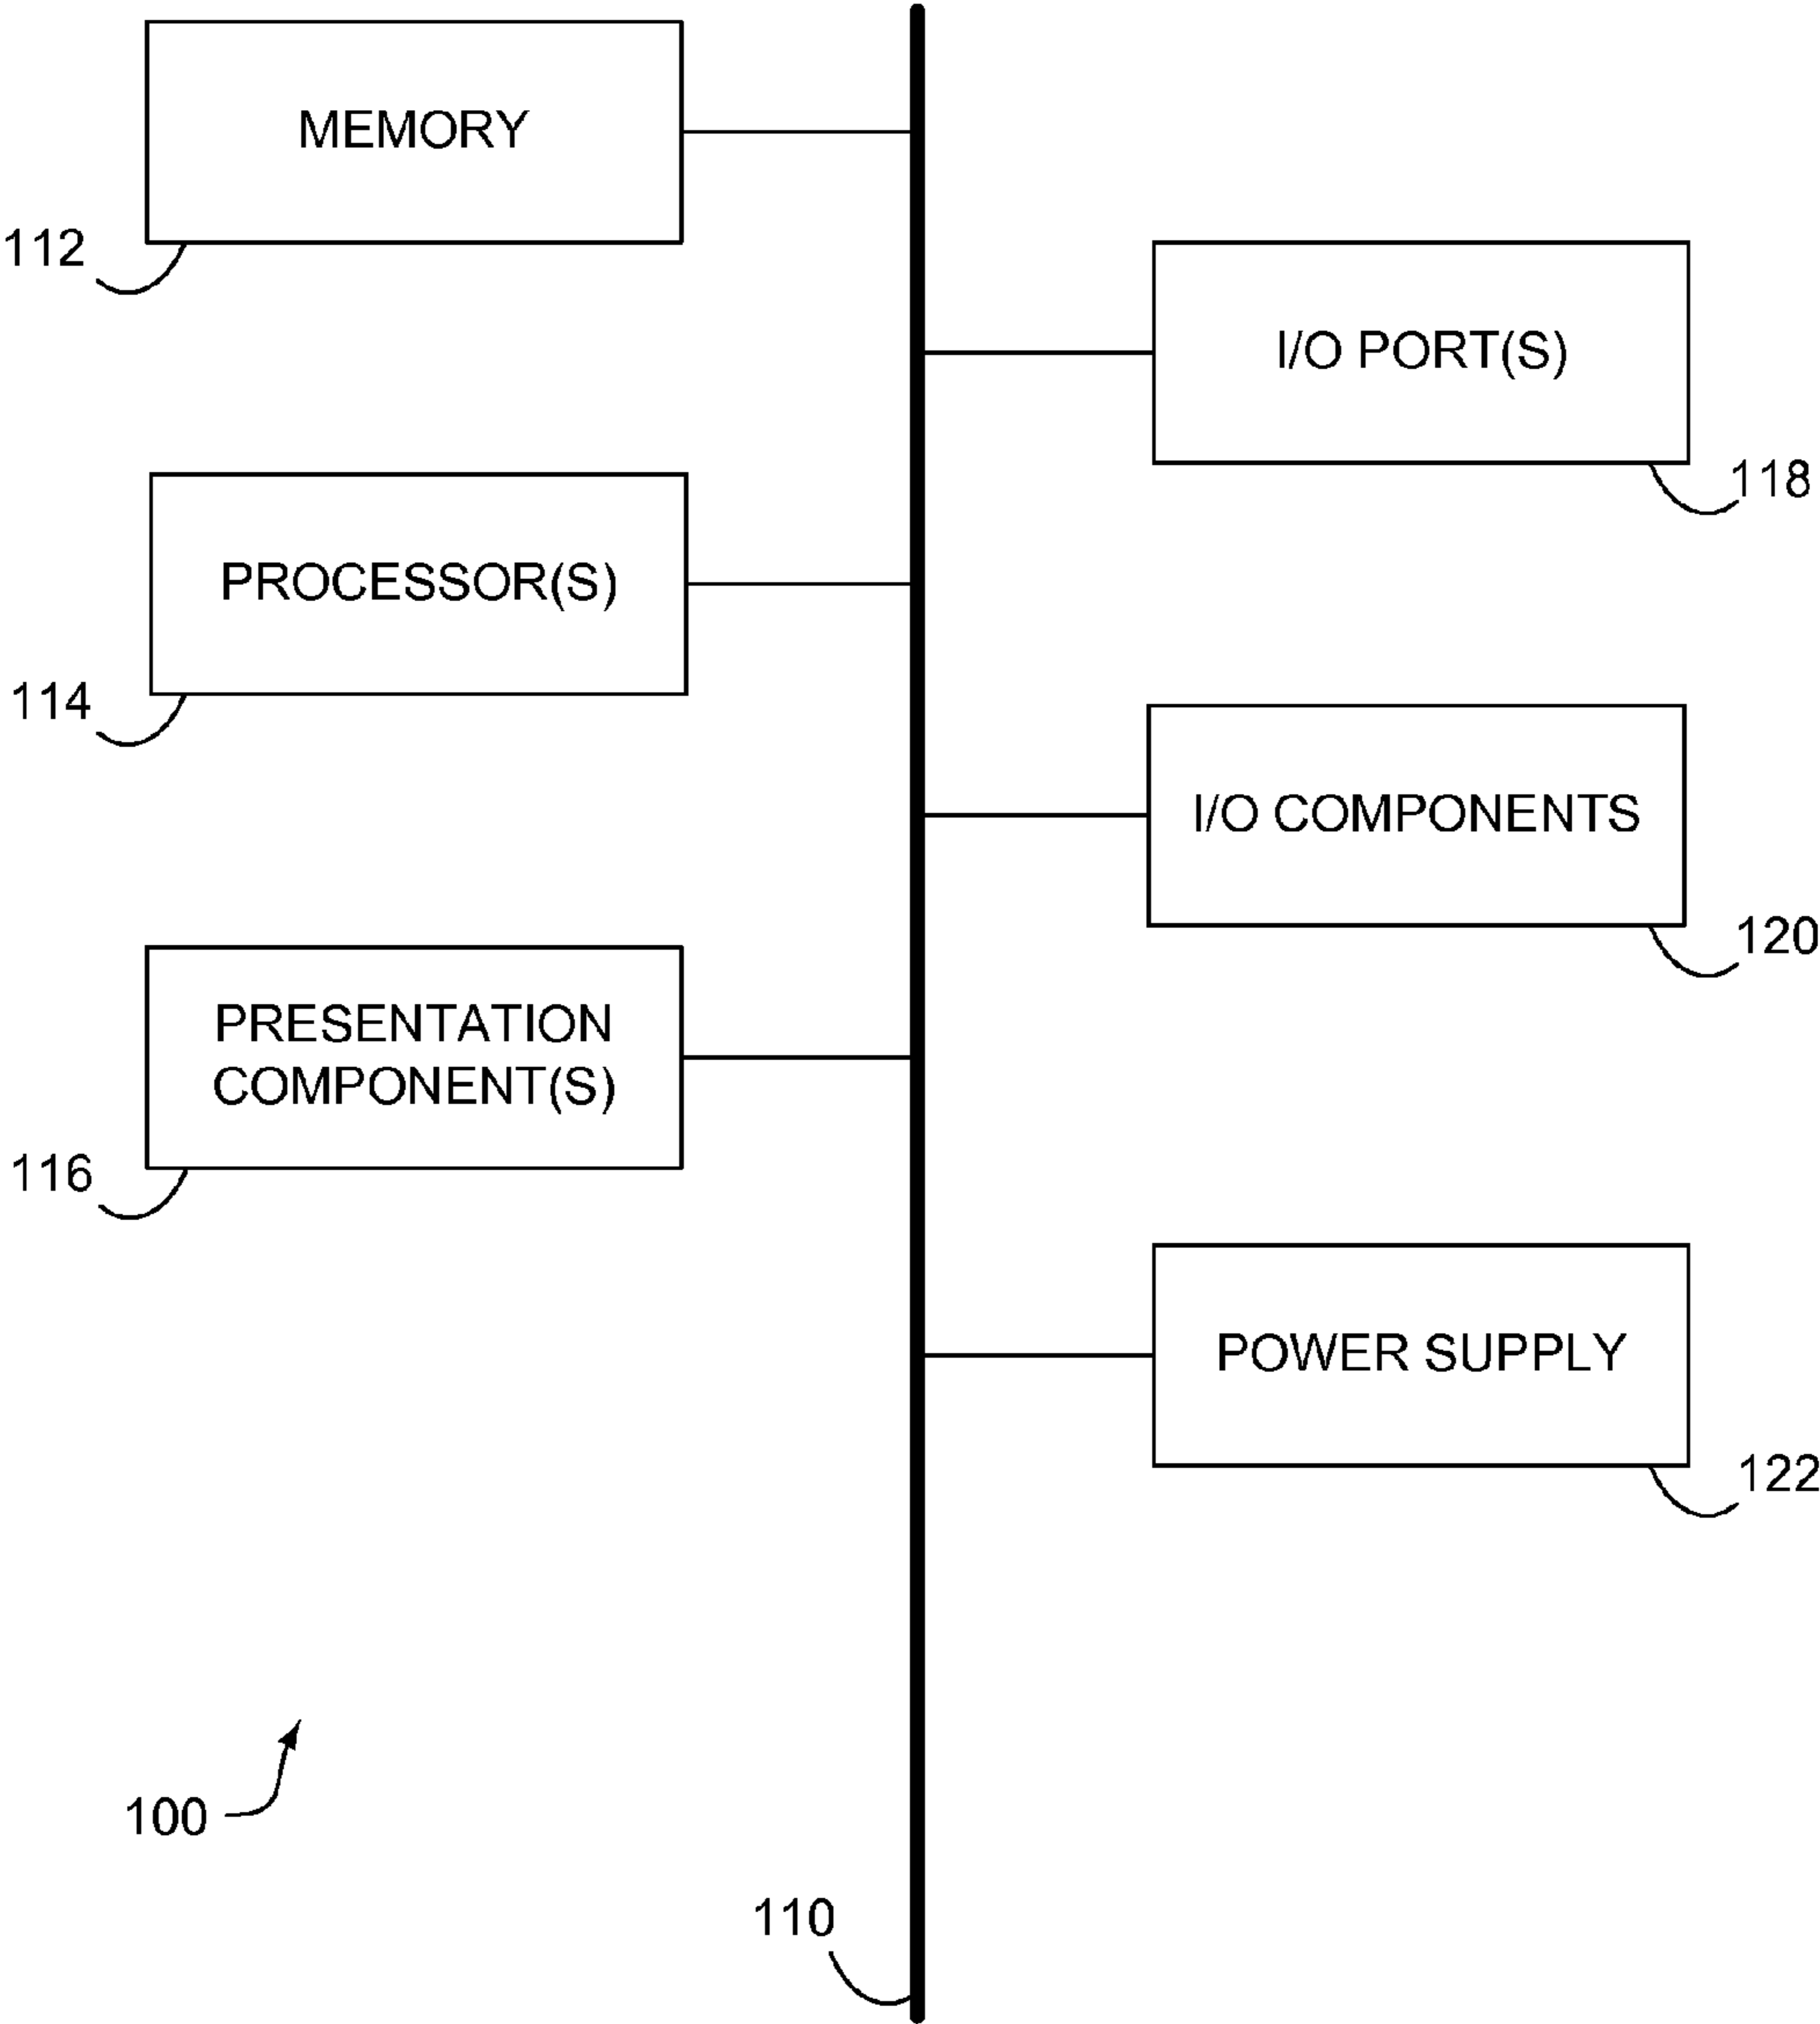 MEMORY
112
I/O PORT(S)
118
PROCESSOR(S)
114
I/O COMPONENTS
120
PRESENTATION
COMPONENT(S)
116
POWER SUPPLY
122
100
110